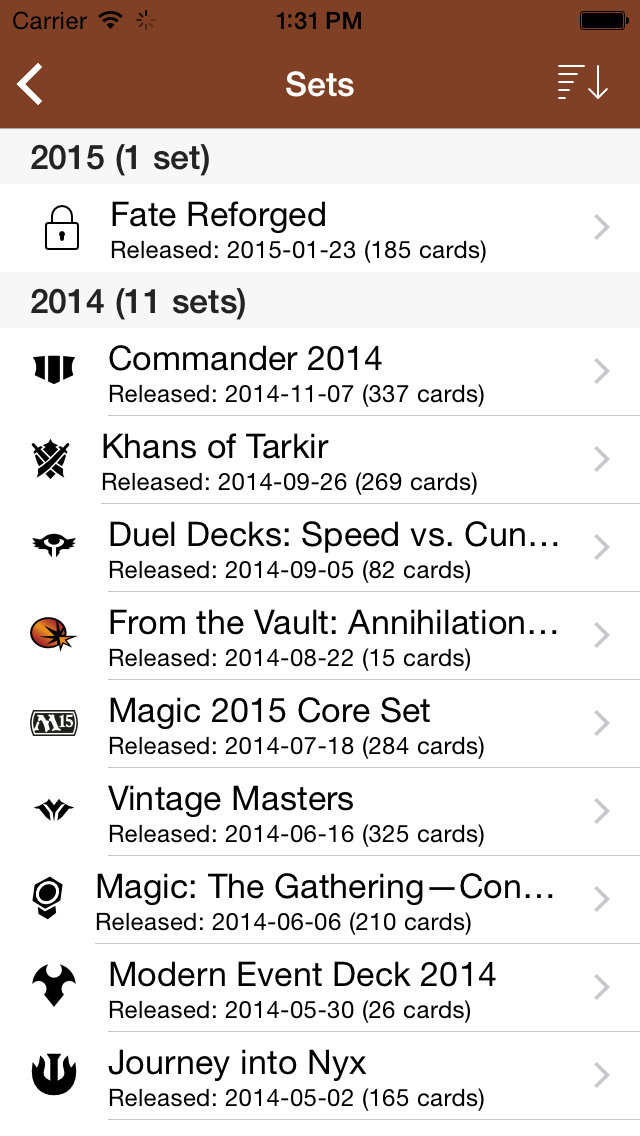 Carrier 1:31 PM
Sets
2015 (1 set)
Fate Reforged
Released: 2015-01-23 (185 cards)
2014 (11 sets)
Commander 2014
Released: 2014-11-07 (337 cards)
Khans of Tarkir
Released: 2014-09-26 (269 cards)
Duel Decks: Speed vs. Cun...
Released: 2014-09-05 (82 cards)
From the Vault: Annihilation...
Released: 2014-08-22 (15 cards)
M15
Magic 2015 Core Set
Released: 2014-07-18 (284 cards)
Vintage Masters
Released: 2014-06-16 (325 cards)
Magic: The Gathering—Con...
Released: 2014-06-06 (210 cards)
Modern Event Deck 2014
Released: 2014-05-30 (26 cards)
Journey into Nyx
Released: 2014-05-02 (165 cards)